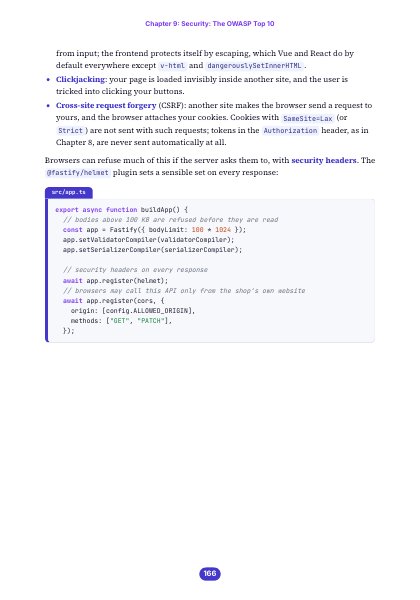 Chapter 9: Security: The OWASP Top 10
from input; the frontend protects itself by escaping, which Vue and React do by
default everywhere except v-html and dangerouslySetInnerHTML.
• Clickjacking: your page is loaded invisibly inside another site, and the user is
tricked into clicking your buttons.
• Cross-site request forgery (CSRF): another site makes the browser send a request to
yours, and the browser attaches your cookies. Cookies with SameSite=Lax (or
Strict) are not sent with such requests; tokens in the Authorization header, as in
Chapter 8, are never sent automatically at all.
Browsers can refuse much of this if the server asks them to, with security headers. The
@fastify/helmet plugin sets a sensible set on every response:
src/app.ts
export async function buildApp() {
  // bodies above 100 KB are refused before they are read
  const app = Fastify({ bodyLimit: 100 * 1024 });
  app.setValidatorCompiler(validatorCompiler);
  app.setSerializerCompiler(serializerCompiler);

  // security headers on every response
  await app.register(helmet);
  // browsers may call this API only from the shop's own website
  await app.register(cors, {
    origin: [config.ALLOWED_ORIGIN],
    methods: ["GET", "PATCH"],
  });
166